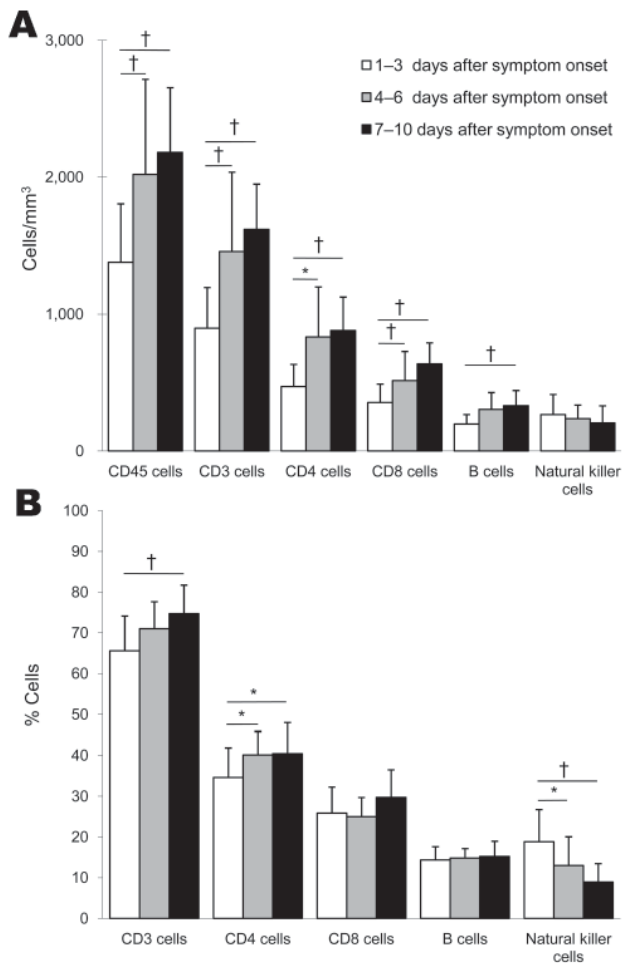 A
3,000
2,000
1,000
0
Cells/mm³
1–3 days after symptom onset
4–6 days after symptom onset
7–10 days after symptom onset
†
†
†
†
†
*
†
†
†
CD45 cells
CD3 cells
CD4 cells
CD8 cells
B cells
Natural killer
cells
B
100
90
80
70
60
50
40
30
20
10
0
% Cells
†
*
*
†
*
CD3 cells
CD4 cells
CD8 cells
B cells
Natural killer
cells